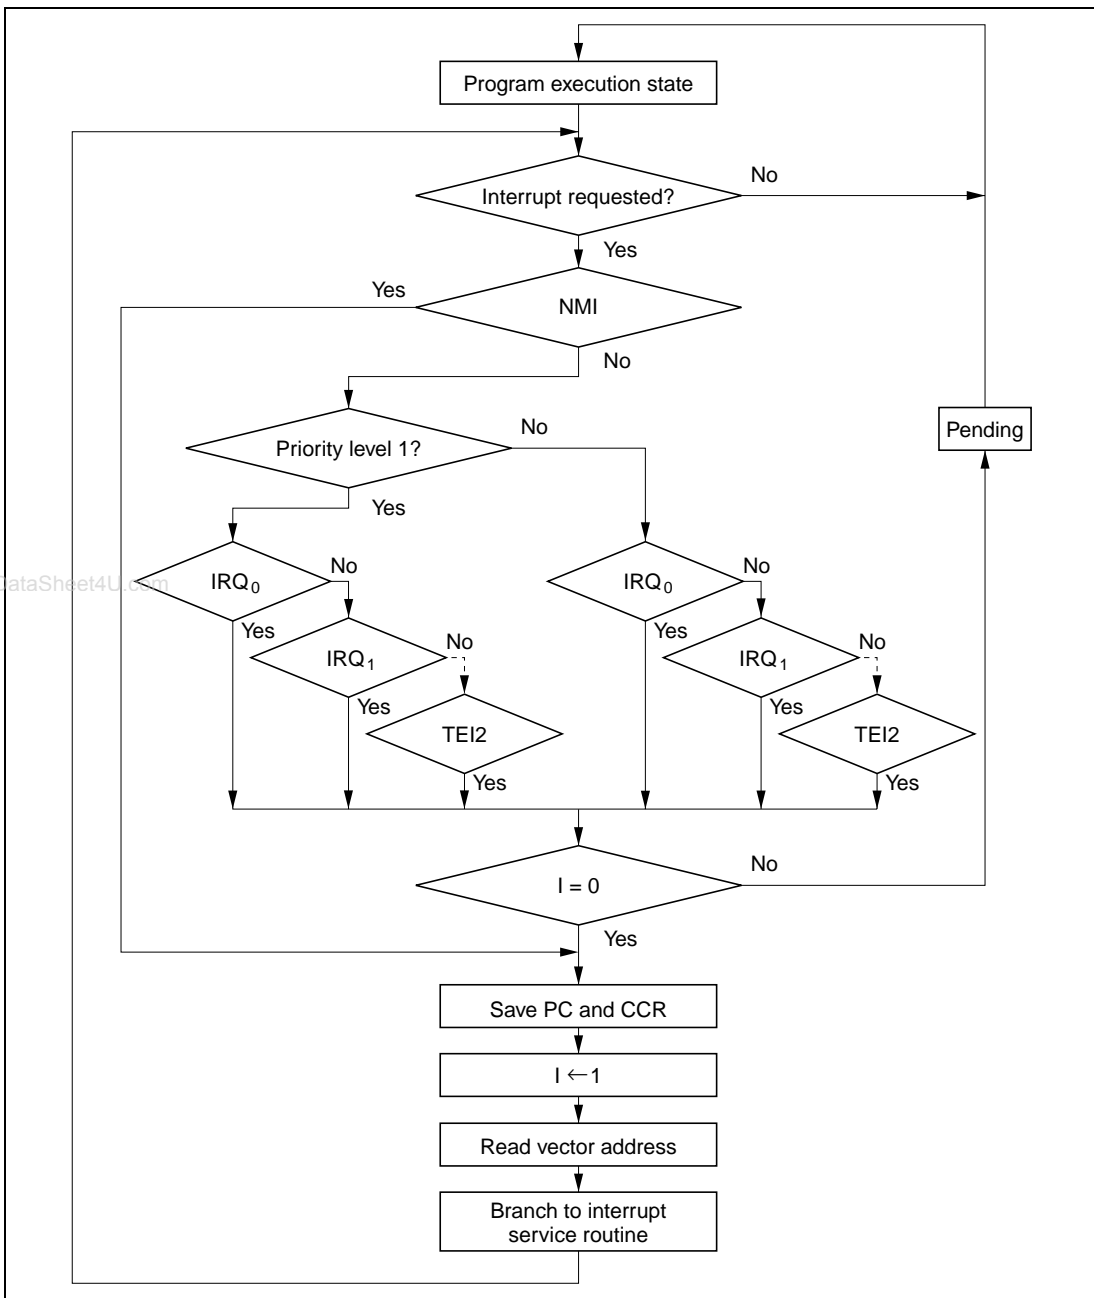 Program execution state
Interrupt requested?
No
Yes
NMI
Yes
No
Priority level 1?
No
Yes
Pending
IRQ0
No
Yes
IRQ1
No
Yes
TEI2
Yes
IRQ0
No
Yes
IRQ1
No
Yes
TEI2
Yes
DataSheet4U.com
I = 0
No
Yes
Save PC and CCR
I ←1
Read vector address
Branch to interrupt
service routine